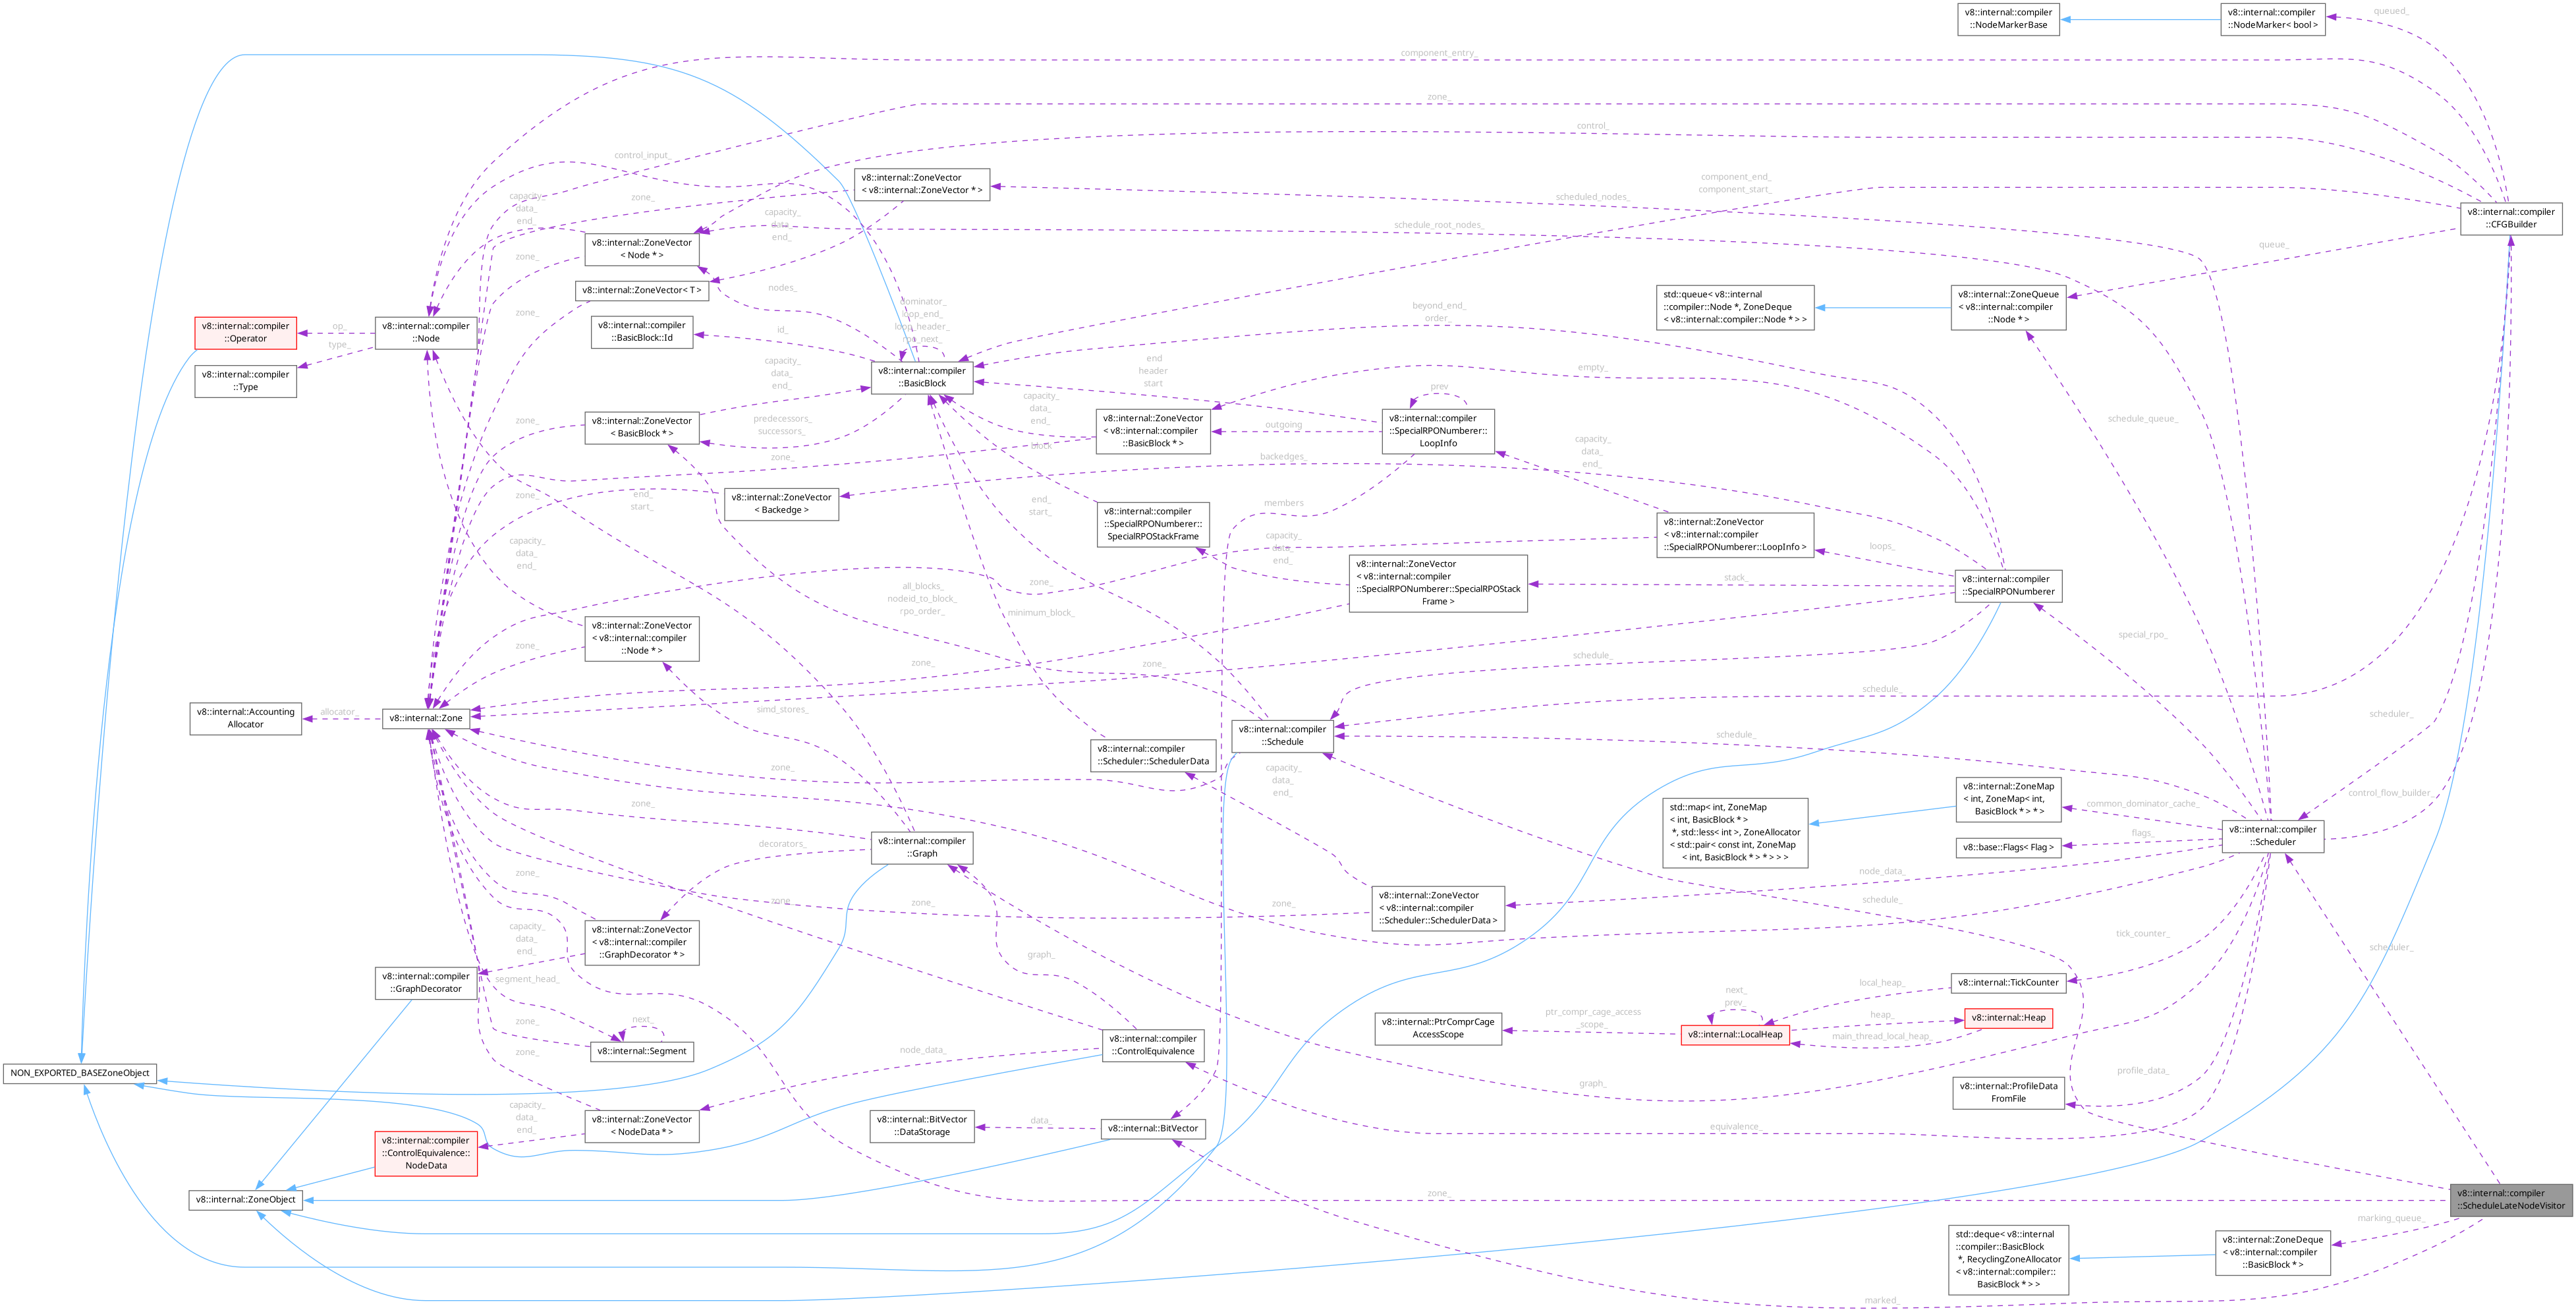 v8::internal::compiler
::NodeMarkerBase
v8::internal::compiler
::NodeMarker< bool >
queued_
component_entry_
zone_
control_
control_input_
v8::internal::ZoneVector
< v8::internal::ZoneVector * >
component_end_
component_start_
scheduled_nodes_
capacity_
data_
end_
zone_
capacity_
data_
end_
v8::internal::compiler
::CFGBuilder
schedule_root_nodes_
v8::internal::ZoneVector
< Node * >
queue_
zone_
v8::internal::ZoneVector< T >
nodes_
std::queue< v8::internal
::compiler::Node *, ZoneDeque
< v8::internal::compiler::Node * > >
v8::internal::ZoneQueue
< v8::internal::compiler
::Node * >
dominator_
loop_end_
loop_header_
rpo_next_
beyond_end_
order_
zone_
v8::internal::compiler
::Operator
op_
type_
v8::internal::compiler
::Node
v8::internal::compiler
::BasicBlock::Id
id_
v8::internal::compiler
::Type
capacity_
data_
end_
v8::internal::compiler
::BasicBlock
end
header
start
empty_
prev
capacity_
data_
end_
v8::internal::ZoneVector
< BasicBlock * >
zone_
predecessors_
successors_
v8::internal::ZoneVector
< v8::internal::compiler
::BasicBlock * >
outgoing
v8::internal::compiler
::SpecialRPONumberer::
LoopInfo
schedule_queue_
block
capacity_
data_
end_
zone_
backedges_
v8::internal::ZoneVector
< Backedge >
zone_
end_
start_
end_
start_
members
v8::internal::compiler
::SpecialRPONumberer::
SpecialRPOStackFrame
v8::internal::ZoneVector
< v8::internal::compiler
::SpecialRPONumberer::LoopInfo >
loops_
capacity_
data_
end_
capacity_
data_
end_
v8::internal::ZoneVector
< v8::internal::compiler
::SpecialRPONumberer::SpecialRPOStack
Frame >
stack_
v8::internal::compiler
::SpecialRPONumberer
all_blocks_
nodeid_to_block_
rpo_order_
zone_
minimum_block_
v8::internal::ZoneVector
< v8::internal::compiler
::Node * >
zone_
special_rpo_
zone_
zone_
schedule_
schedule_
v8::internal::Accounting
Allocator
allocator_
v8::internal::Zone
simd_stores_
v8::internal::compiler
::Schedule
schedule_
scheduler_
v8::internal::compiler
::Scheduler::SchedulerData
zone_
capacity_
data_
end_
std::map< int, ZoneMap
< int, BasicBlock * >
*, std::less< int >, ZoneAllocator
< std::pair< const int, ZoneMap
< int, BasicBlock * > * > > >
v8::internal::ZoneMap
< int, ZoneMap< int,
BasicBlock * > * >
common_dominator_cache_
control_flow_builder_
zone_
v8::internal::compiler
::Graph
decorators_
v8::base::Flags< Flag >
flags_
v8::internal::compiler
::Scheduler
zone_
node_data_
zone_
zone_
zone_
v8::internal::ZoneVector
< v8::internal::compiler
::Scheduler::SchedulerData >
schedule_
v8::internal::ZoneVector
< v8::internal::compiler
::GraphDecorator * >
capacity_
data_
end_
graph_
tick_counter_
scheduler_
v8::internal::compiler
::GraphDecorator
segment_head_
v8::internal::TickCounter
local_heap_
next_
prev_
ptr_compr_cage_access
_scope_
v8::internal::PtrComprCage
AccessScope
v8::internal::LocalHeap
heap_
main_thread_local_heap_
v8::internal::Heap
zone_
next_
v8::internal::Segment
v8::internal::compiler
::ControlEquivalence
node_data_
zone_
NON_EXPORTED_BASEZoneObject
graph_
profile_data_
v8::internal::ProfileData
FromFile
capacity_
data_
end_
v8::internal::ZoneVector
< NodeData * >
v8::internal::BitVector
::DataStorage
data_
v8::internal::BitVector
equivalence_
v8::internal::compiler
::ControlEquivalence::
NodeData
v8::internal::ZoneObject
zone_
v8::internal::compiler
::ScheduleLateNodeVisitor
marking_queue_
std::deque< v8::internal
::compiler::BasicBlock
*, RecyclingZoneAllocator
< v8::internal::compiler::
BasicBlock * > >
v8::internal::ZoneDeque
< v8::internal::compiler
::BasicBlock * >
marked_